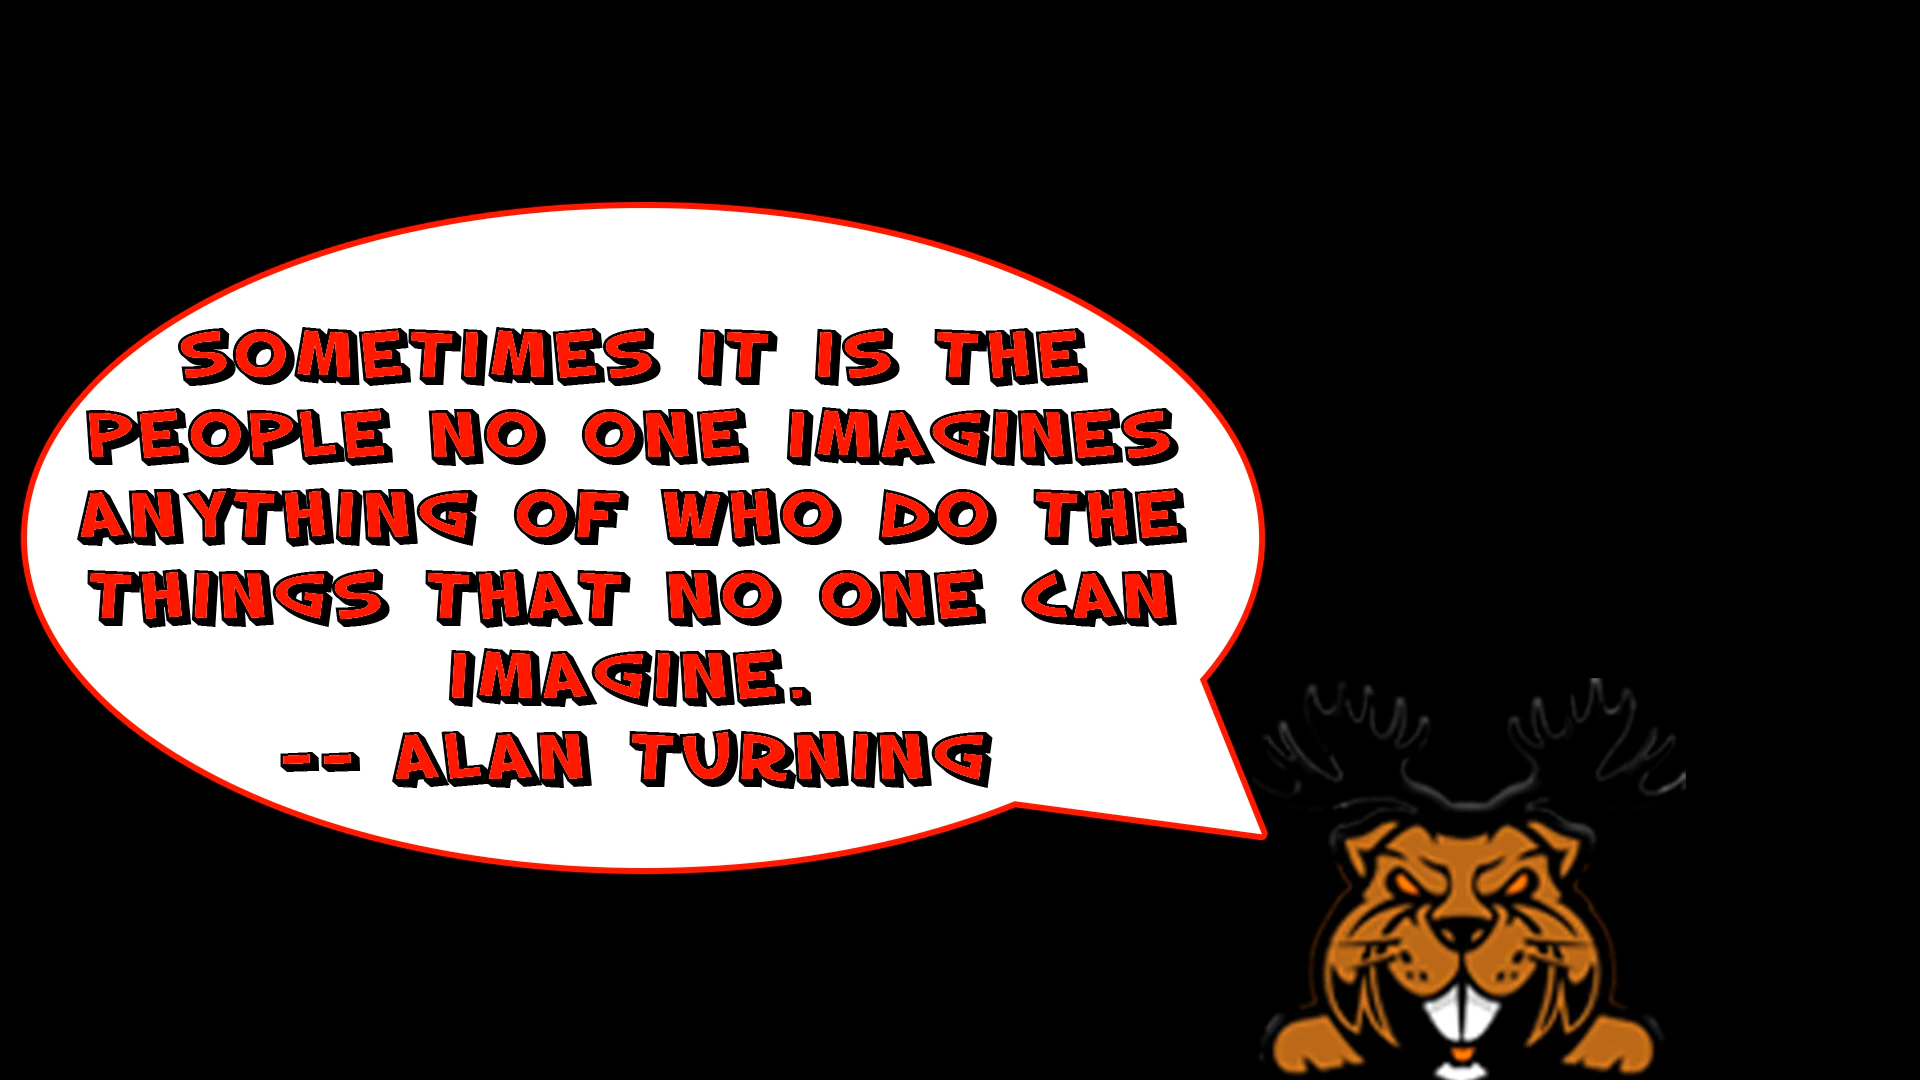 SOMETIMES IT IS THE
PEOPLE NO ONE IMAGINES
ANYTHING OF WHO DO THE
THINGS THAT NO ONE CAN
IMAGINE.
-- ALAN TURNING